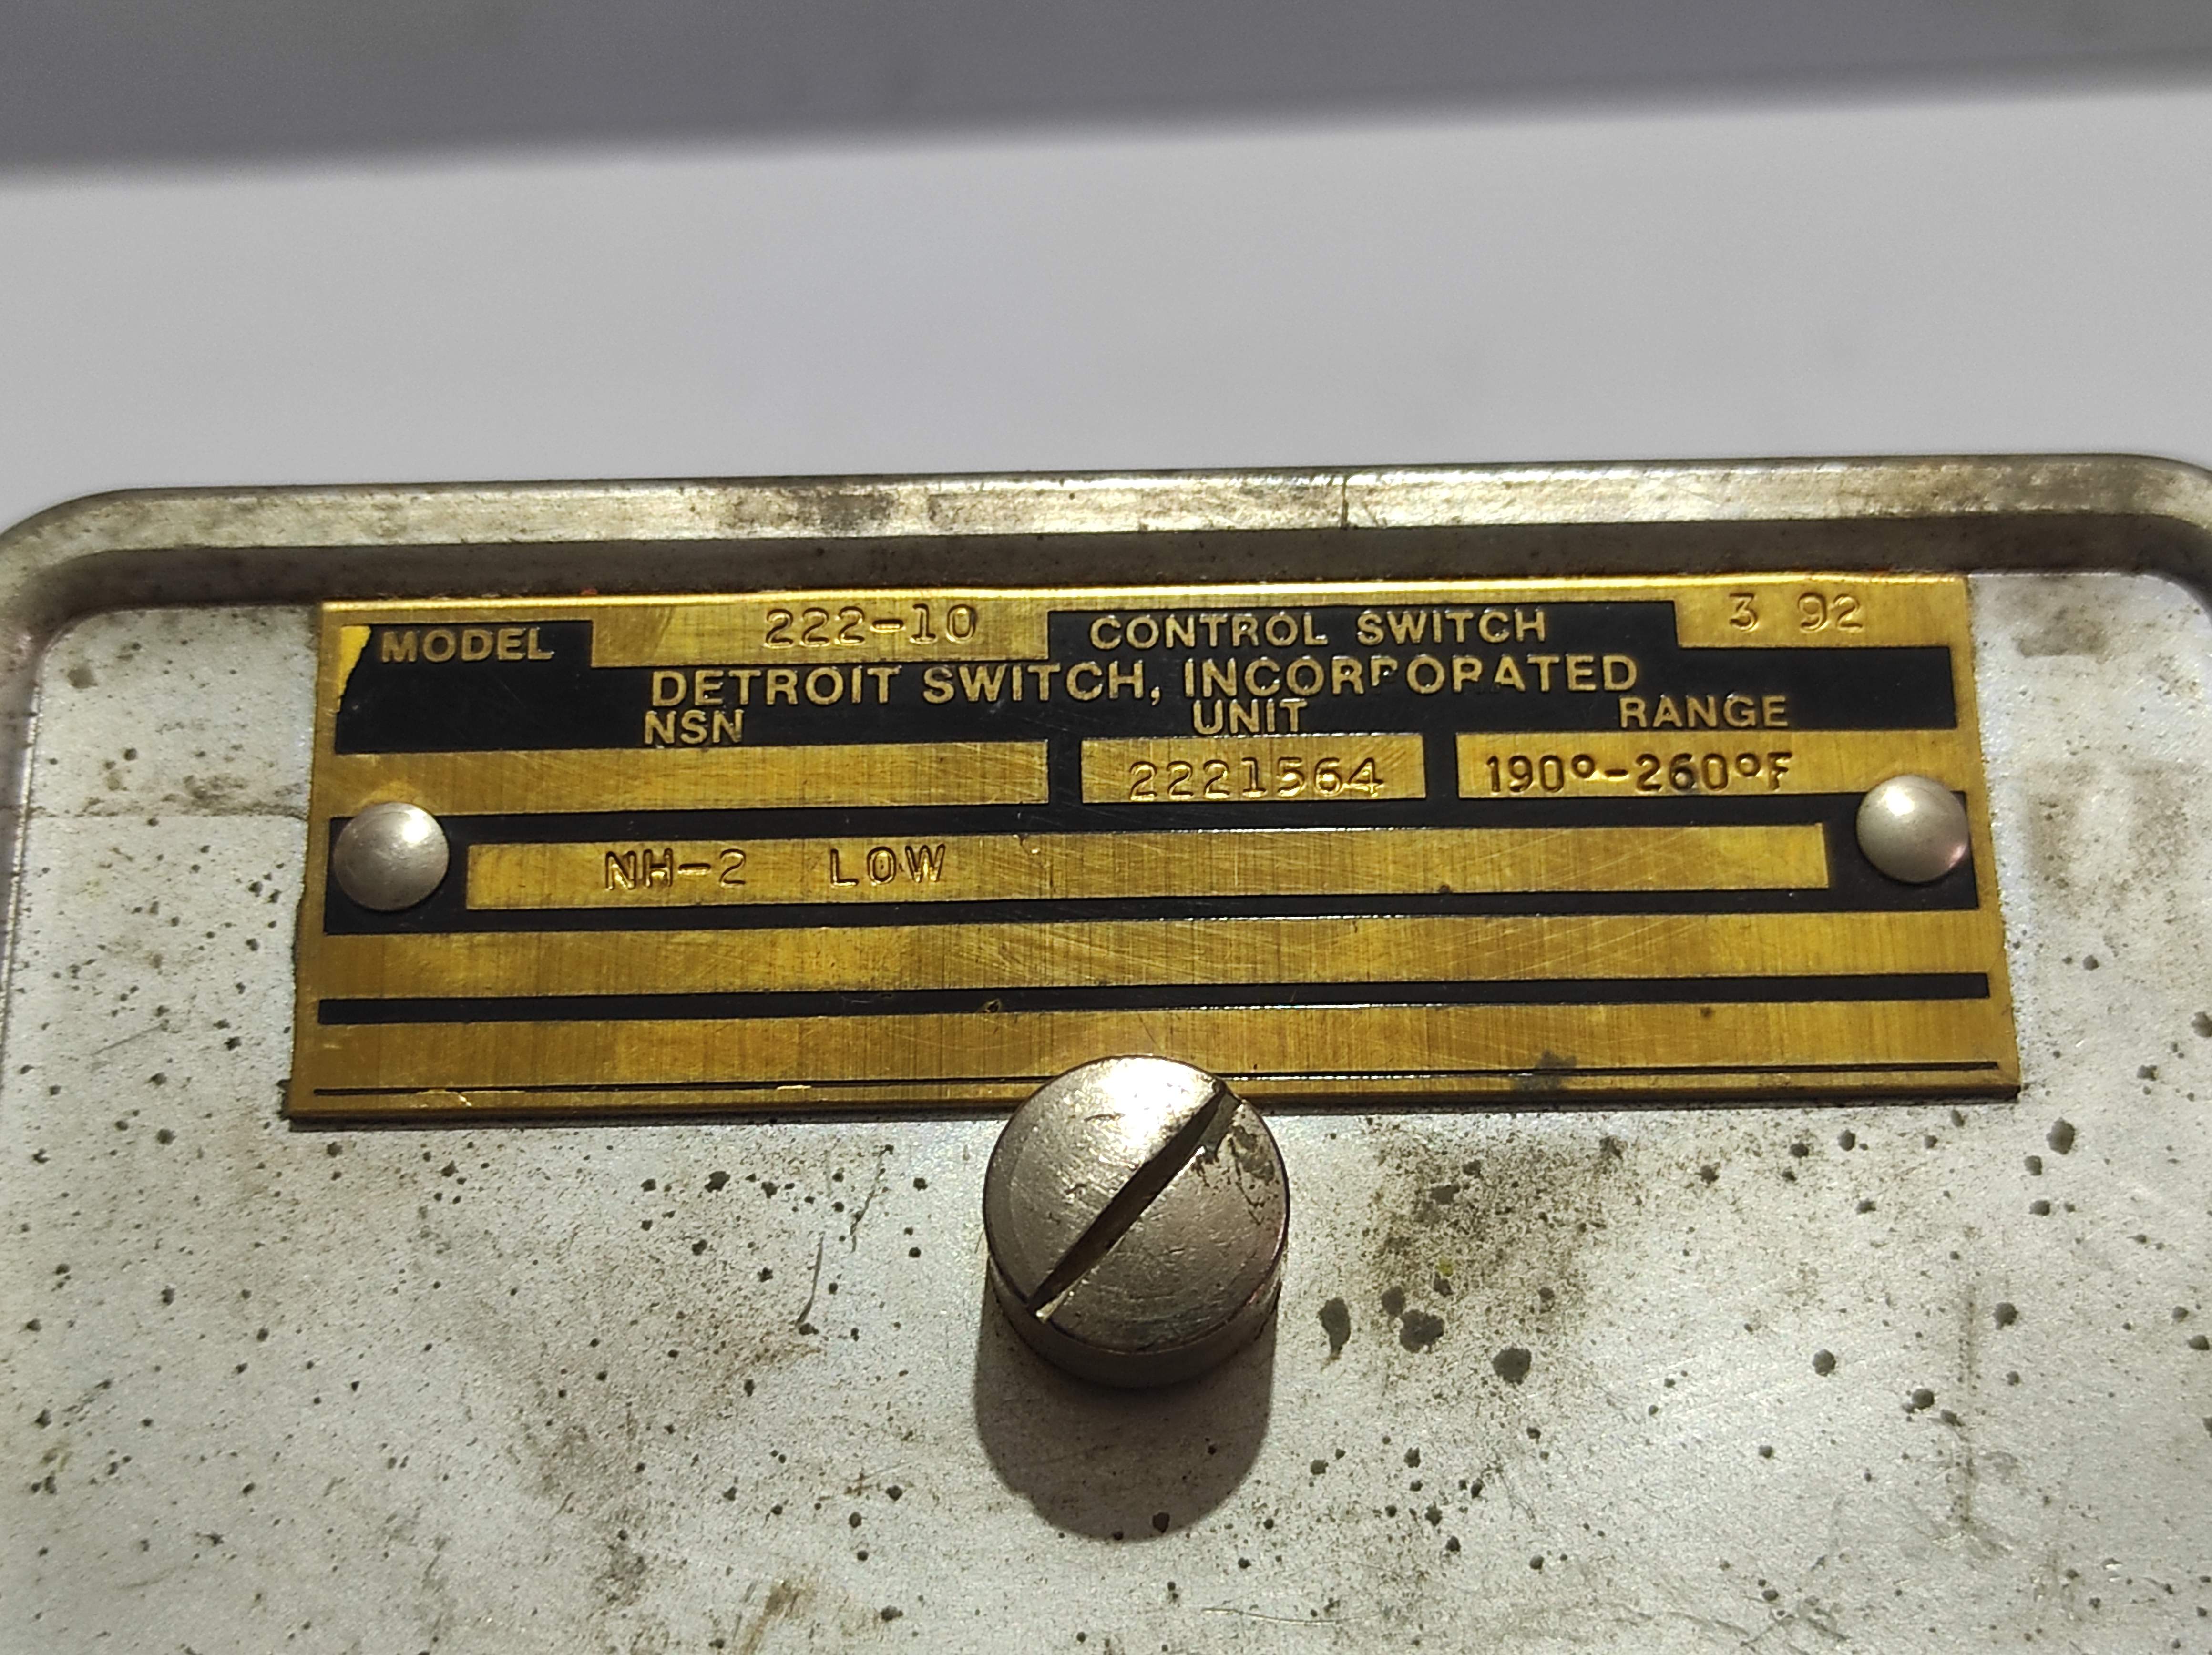 MODEL 222-10 CONTROL SWITCH 3 92
DETROIT SWITCH, INCORPORATED
NSN UNIT RANGE
2221564 190°-260°F
NH-2 LOW